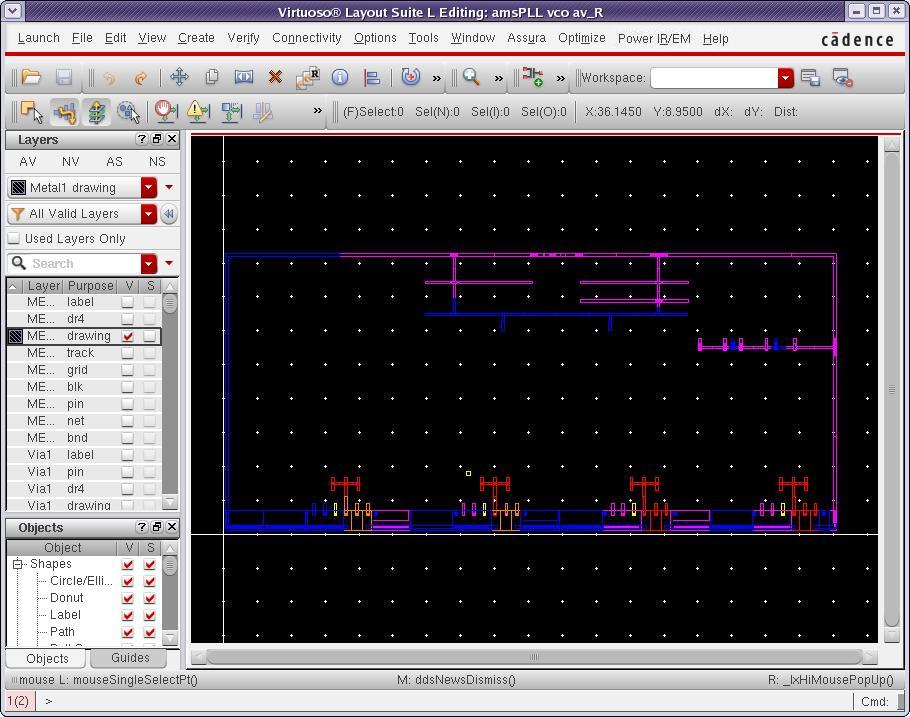 Virtuoso® Layout Suite L Editing: amsPLL vco av_R
Launch File Edit View Create Verify Connectivity Options Tools Window Assura Optimize Power IR/EM Help cādence
» » » Workspace:
» (F)Select:0 Sel(N):0 Sel(I):0 Sel(O):0 X:36.1450 Y:8.9500 dX: dY: Dist:
Layers
AV NV AS NS
Metal1 drawing
All Valid Layers
Used Layers Only
Search
Layer Purpose V S
ME... label
ME... dr4
ME... drawing
ME... track
ME... grid
ME... blk
ME... pin
ME... net
ME... bnd
Via1 label
Via1 pin
Via1 dr4
Via1 drawing
Objects
Object V S
Shapes
Circle/Elli...
Donut
Label
Path
Objects Guides
mouse L: mouseSingleSelectPt() M: ddsNewsDismiss() R: _lxHiMousePopUp()
1(2) > Cmd: